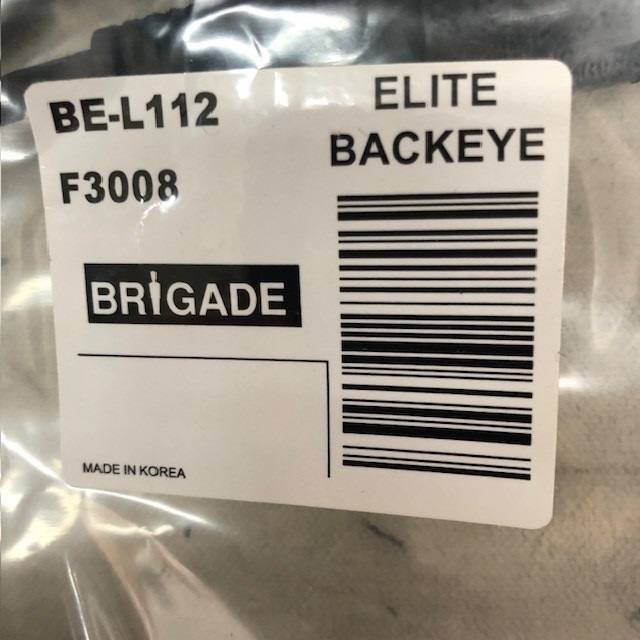 BE-L112
F3008
ELITE
BACKEYE
BRIGADE
MADE IN KOREA